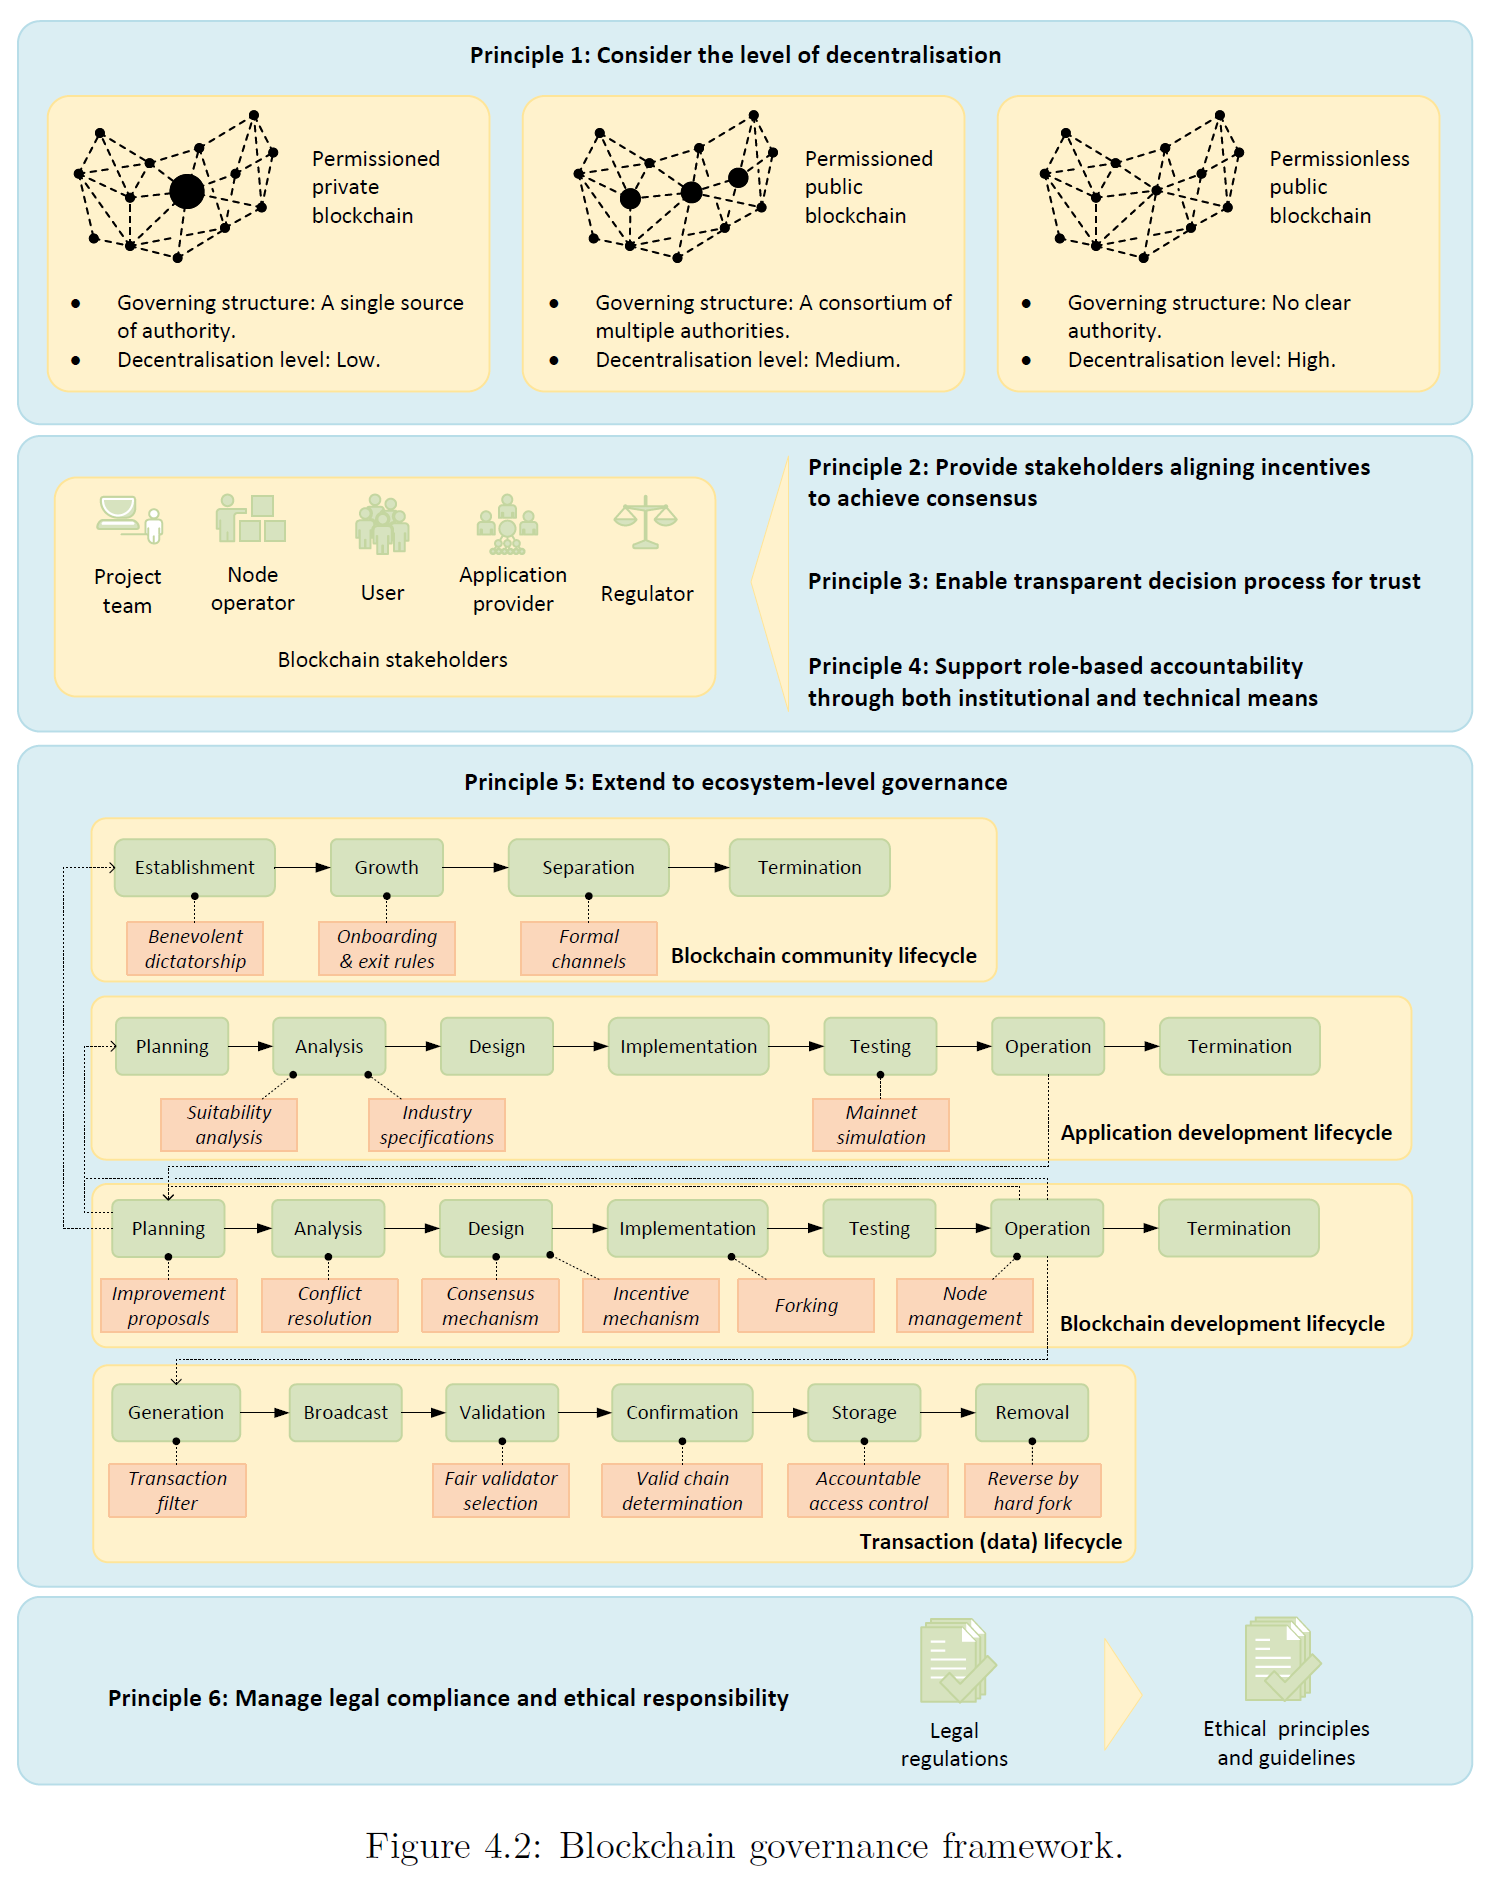 Principle 1: Consider the level of decentralisation
Permissioned
private
blockchain
● Governing structure: A single source
of authority.
● Decentralisation level: Low.
Permissioned
public
blockchain
● Governing structure: A consortium of
multiple authorities.
● Decentralisation level: Medium.
Permissionless
public
blockchain
● Governing structure: No clear
authority.
● Decentralisation level: High.
Project
team
Node
operator
User
Application
provider
Regulator
Blockchain stakeholders
Principle 2: Provide stakeholders aligning incentives
to achieve consensus
Principle 3: Enable transparent decision process for trust
Principle 4: Support role-based accountability
through both institutional and technical means
Principle 5: Extend to ecosystem-level governance
Establishment
Growth
Separation
Termination
Benevolent
dictatorship
Onboarding
& exit rules
Formal
channels
Blockchain community lifecycle
Planning
Analysis
Design
Implementation
Testing
Operation
Termination
Suitability
analysis
Industry
specifications
Mainnet
simulation
Application development lifecycle
Planning
Analysis
Design
Implementation
Testing
Operation
Termination
Improvement
proposals
Conflict
resolution
Consensus
mechanism
Incentive
mechanism
Forking
Node
management
Blockchain development lifecycle
Generation
Broadcast
Validation
Confirmation
Storage
Removal
Transaction
filter
Fair validator
selection
Valid chain
determination
Accountable
access control
Reverse by
hard fork
Transaction (data) lifecycle
Principle 6: Manage legal compliance and ethical responsibility
Legal
regulations
Ethical principles
and guidelines
Figure 4.2: Blockchain governance framework.